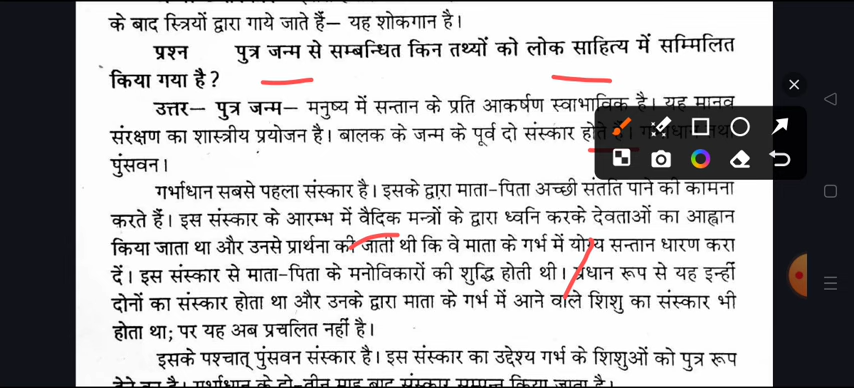 के बाद स्त्रियों द्वारा गाये जाते हैं— यह शोकगान है।
प्रश्न पुत्र जन्म से सम्बन्धित किन तथ्यों को लोक साहित्य में सम्मिलित
किया गया है?
उत्तर— पुत्र जन्म— मनुष्य में सन्तान के प्रति आकर्षण स्वाभाविक है। यह मानव
संरक्षण का शास्त्रीय प्रयोजन है। बालक के जन्म के पूर्व दो संस्कार होते
पुंसवन।
गर्भाधान सबसे पहला संस्कार है। इसके द्वारा माता-पिता अच्छी संतति पाने की कामना
करते हैं। इस संस्कार के आरम्भ में वैदिक मन्त्रों के द्वारा ध्वनि करके देवताओं का आह्वान
किया जाता था और उनसे प्रार्थना की जाती थी कि वे माता के गर्भ में योग्य सन्तान धारण करा
दें। इस संस्कार से माता-पिता के मनोविकारों की शुद्धि होती थी। प्रधान रूप से यह इन्हीं
दोनों का संस्कार होता था और उनके द्वारा माता के गर्भ में आने वाले शिशु का संस्कार भी
होता था; पर यह अब प्रचलित नहीं है।
इसके पश्चात् पुंसवन संस्कार है। इस संस्कार का उद्देश्य गर्भ के शिशुओं को पुत्र रूप
देने का है। गर्भाधान के दो-तीन माह बाद संस्कार सम्पन्न किया जाता है।